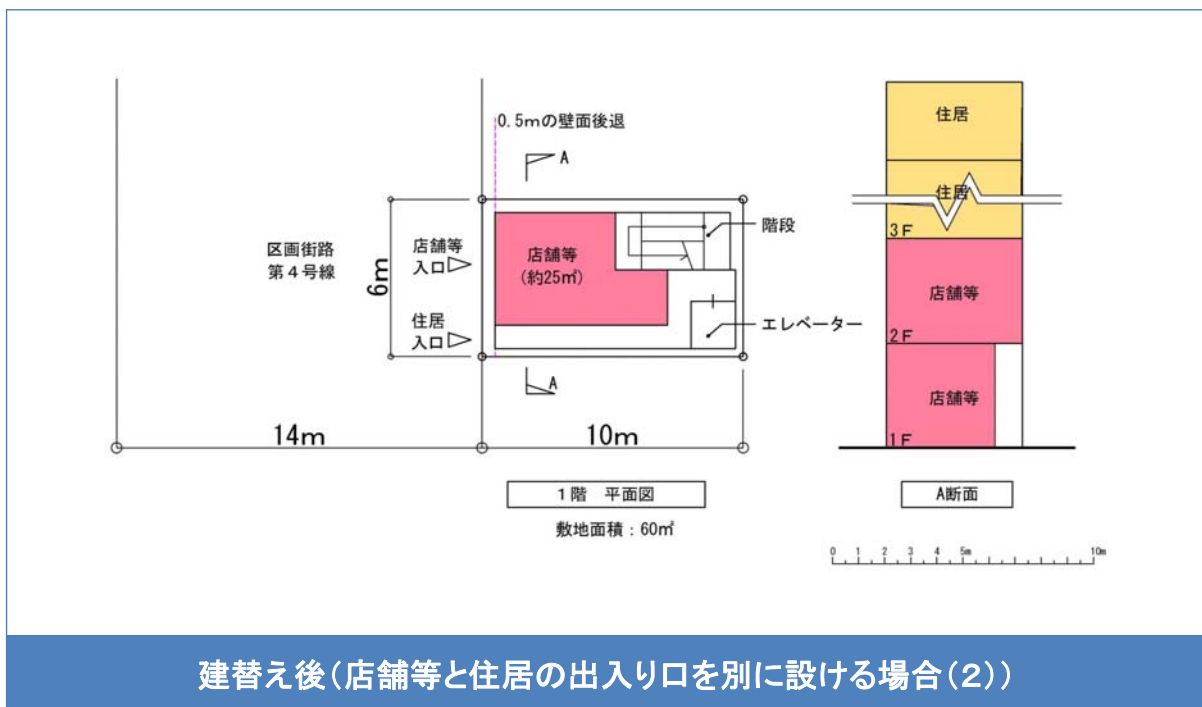 0.5mの壁面後退
A
区画街路
第４号線
6m
店舗等
入口
住居
入口
店舗等
(約25㎡)
階段
エレベーター
A
14m
10m
１階　平面図
敷地面積：60㎡
住居
住居
3F
店舗等
2F
店舗等
1F
A断面
0 1 2 3 4 5m 10m
建替え後(店舗等と住居の出入り口を別に設ける場合(2))